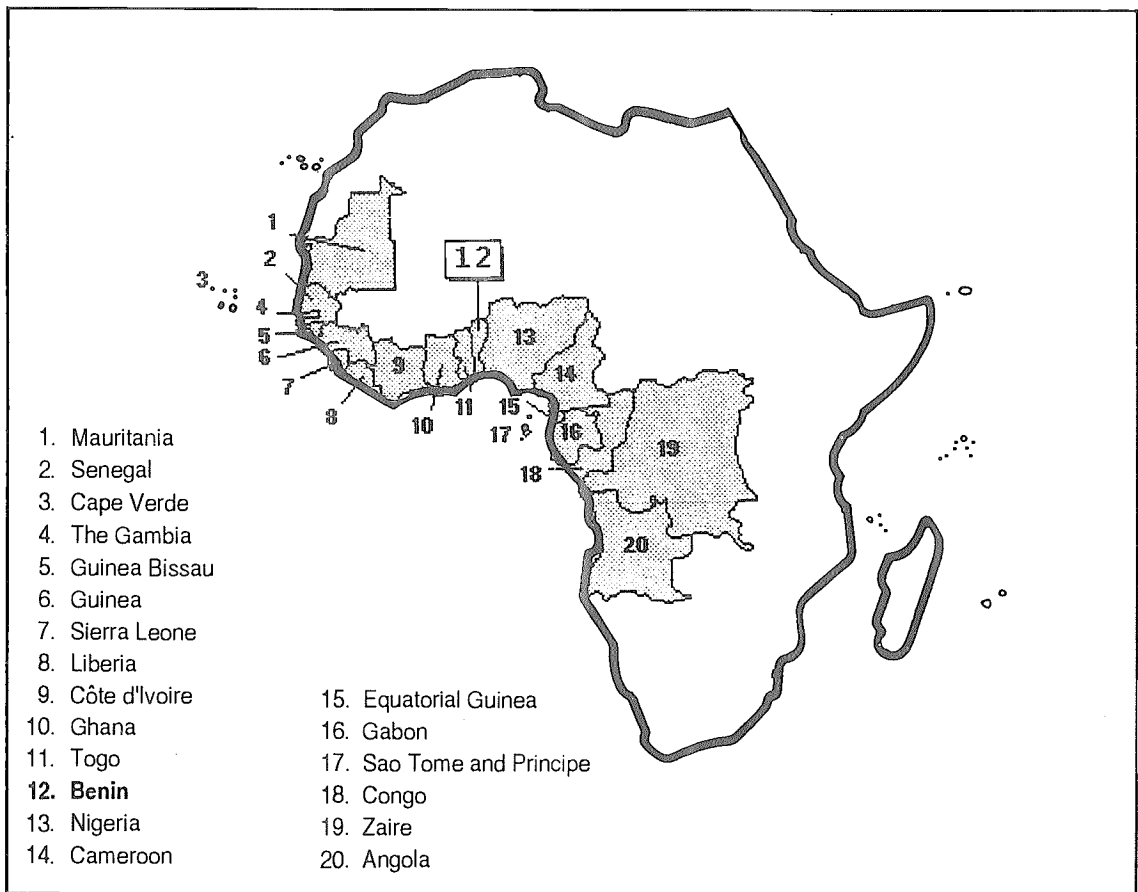 1
2
12
3
4
5
6
7
8
9
10
11
13
14
15
16
17
18
19
20
1. Mauritania
2. Senegal
3. Cape Verde
4. The Gambia
5. Guinea Bissau
6. Guinea
7. Sierra Leone
8. Liberia
9. Côte d'Ivoire
10. Ghana
11. Togo
12. Benin
13. Nigeria
14. Cameroon
15. Equatorial Guinea
16. Gabon
17. Sao Tome and Principe
18. Congo
19. Zaire
20. Angola